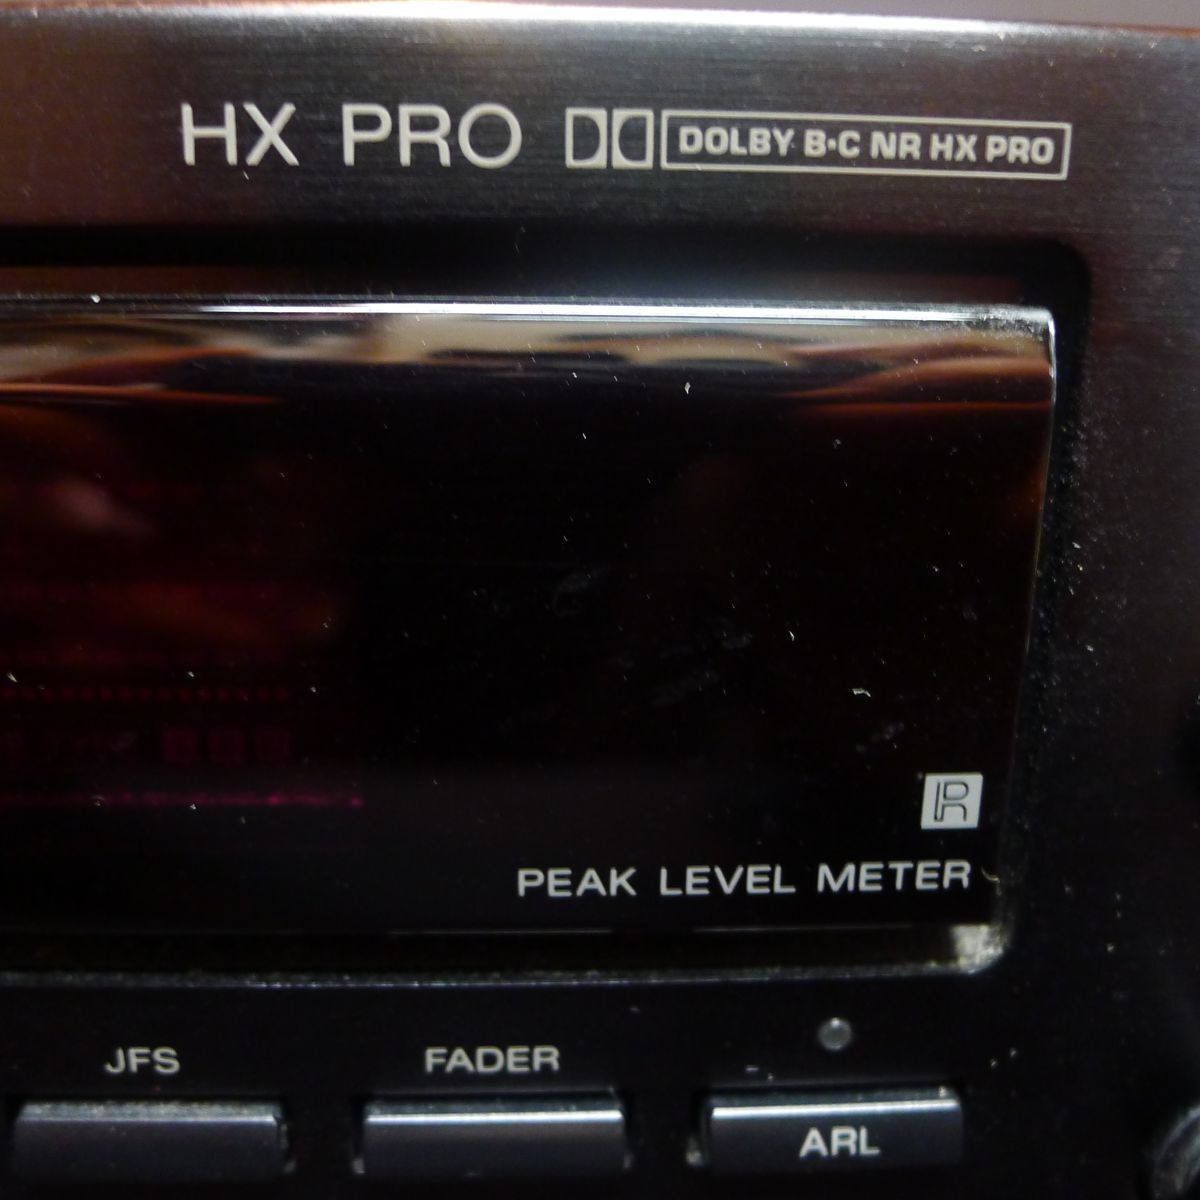 HX PRO DOLBY B·C NR HX PRO
R
PEAK LEVEL METER
JFS FADER
ARL